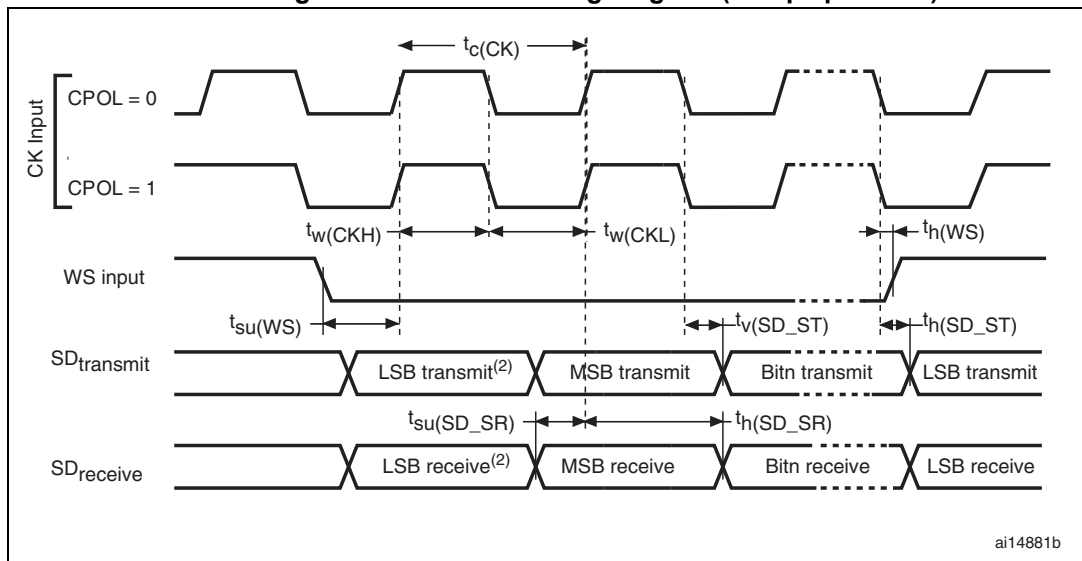 tc(CK)
CK Input
CPOL = 0
CPOL = 1
tw(CKH)
tw(CKL)
th(WS)
WS input
tsu(WS)
tv(SD_ST)
th(SD_ST)
SDtransmit
LSB transmit(2)
MSB transmit
Bitn transmit
LSB transmit
tsu(SD_SR)
th(SD_SR)
SDreceive
LSB receive(2)
MSB receive
Bitn receive
LSB receive
ai14881b